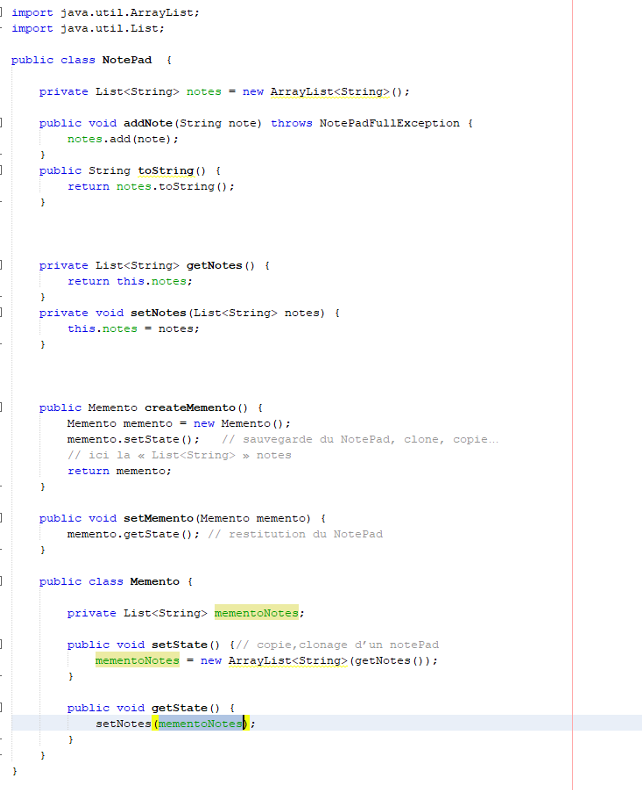 import java.util.ArrayList;
import java.util.List;
public class NotePad {
private List<String> notes = new ArrayList<String>();
public void addNote(String note) throws NotePadFullException {
notes.add(note);
}
public String toString() {
return notes.toString();
}
private List<String> getNotes() {
return this.notes;
}
private void setNotes(List<String> notes) {
this.notes = notes;
}
public Memento createMemento() {
Memento memento = new Memento();
memento.setState(); // sauvegarde du NotePad, clone, copie…
// ici la « List<String> » notes
return memento;
}
public void setMemento(Memento memento) {
memento.getState(); // restitution du NotePad
}
public class Memento {
private List<String> mementoNotes;
public void setState() {// copie,clonage d’un notePad
mementoNotes = new ArrayList<String>(getNotes());
}
public void getState() {
setNotes(mementoNotes);
}
}
}